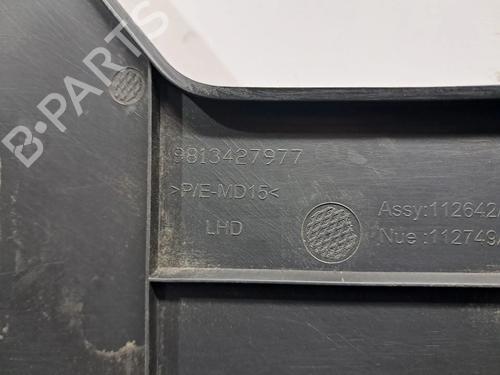 B-PARTS
9813427977
>P/E-MD15<
LHD
Assy:112642
Nue :112749